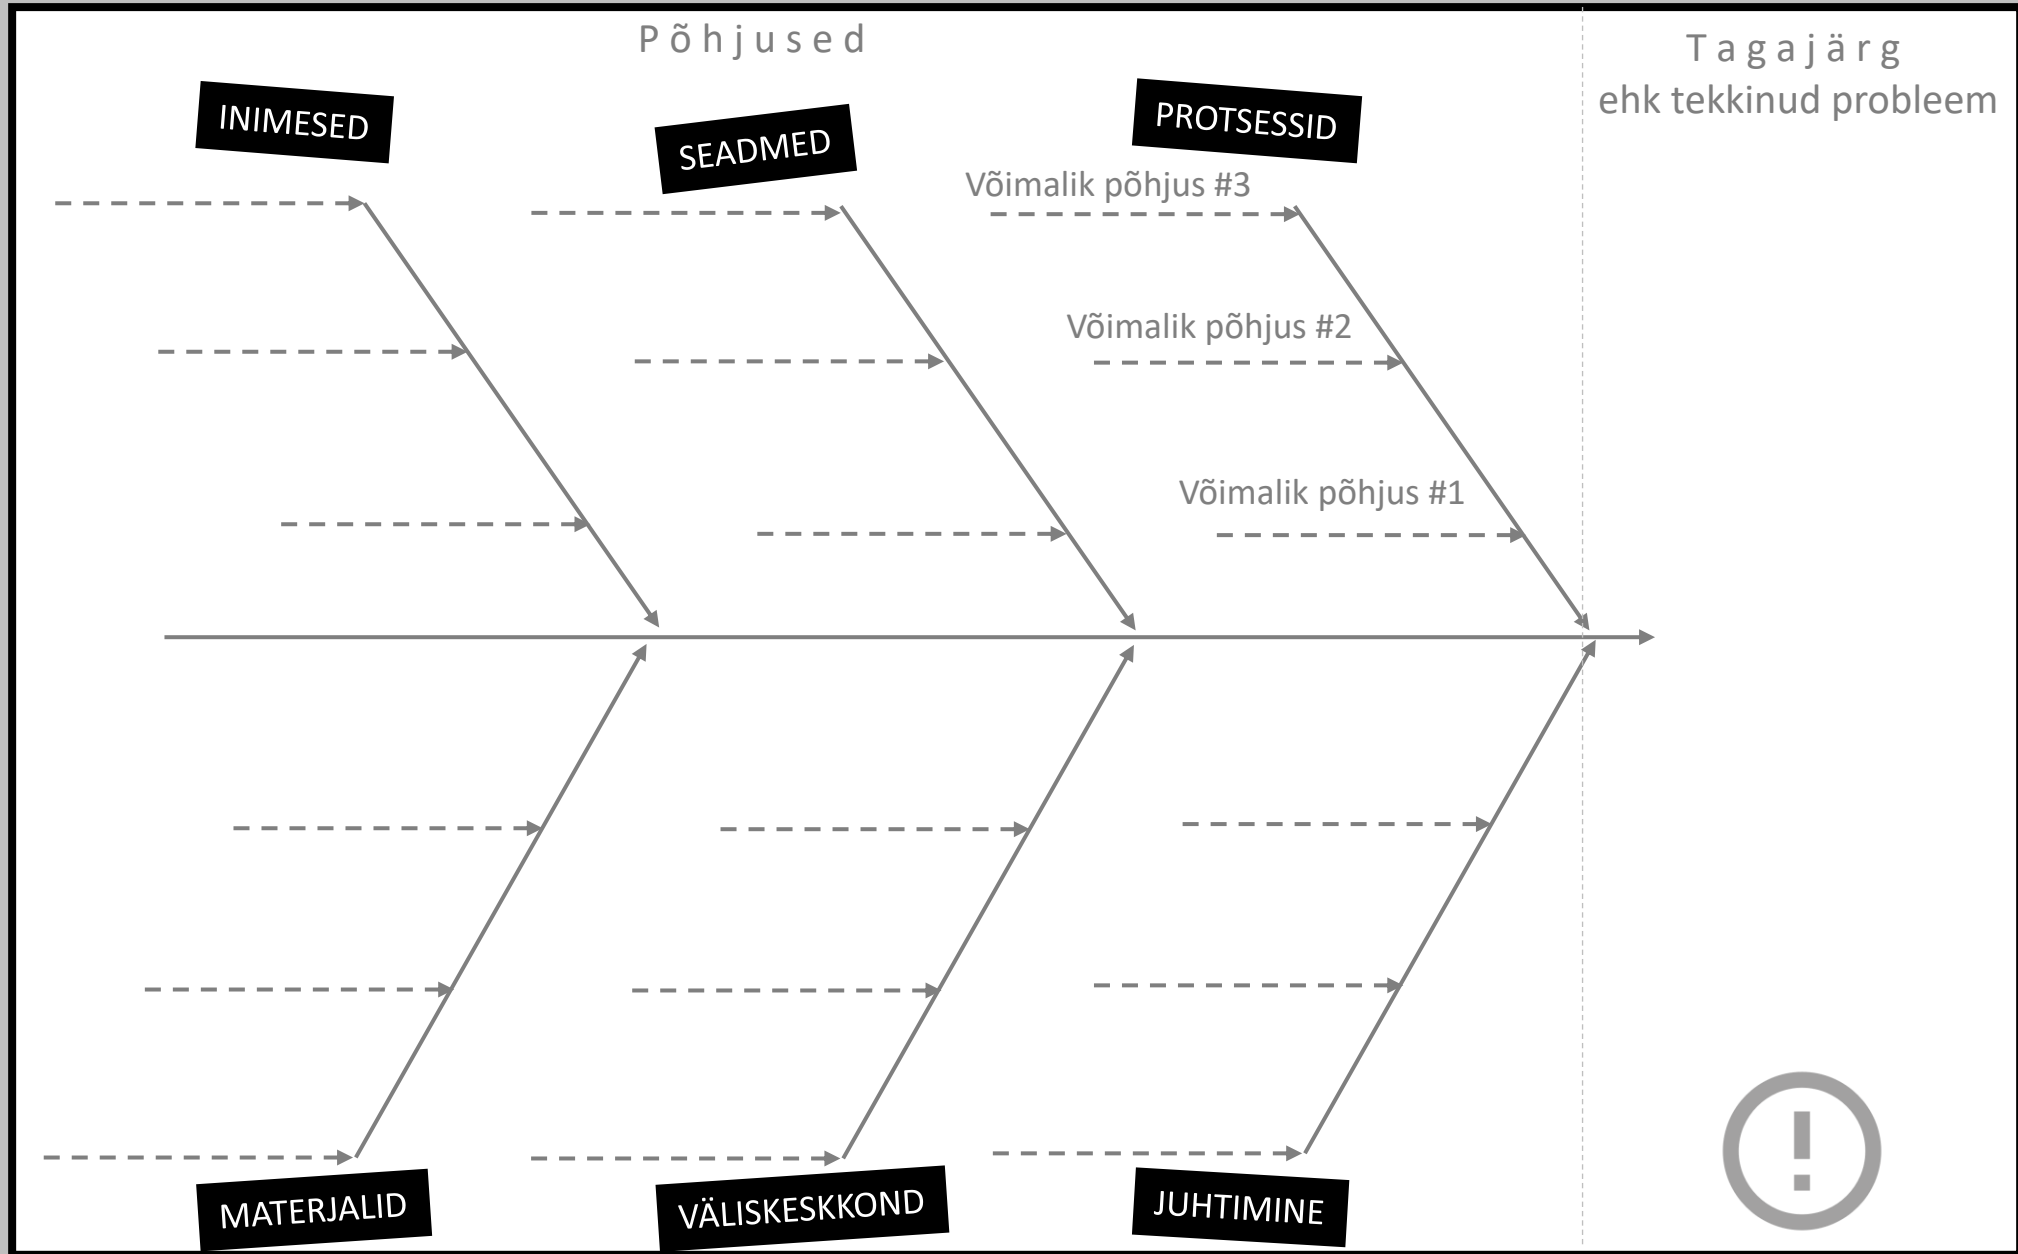 Põhjused
Tagajärg
ehk tekkinud probleem
INIMESED
SEADMED
PROTSESSID
Võimalik põhjus #3
Võimalik põhjus #2
Võimalik põhjus #1
MATERJALID
VÄLISKESKKOND
JUHTIMINE